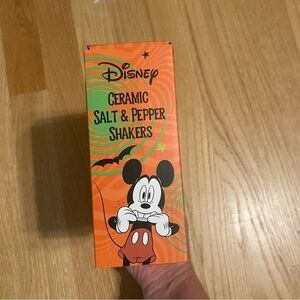 Disney
CERAMIC
SALT & PEPPER
SHAKERS